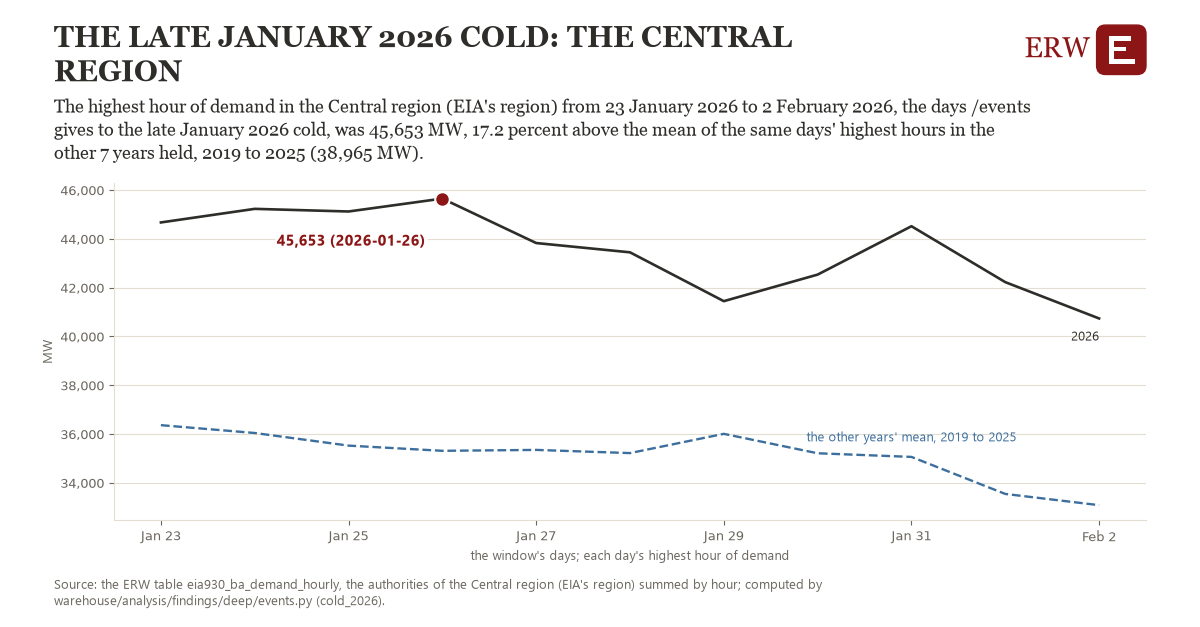 THE LATE JANUARY 2026 COLD: THE CENTRAL
REGION
ERW
E
The highest hour of demand in the Central region (EIA's region) from 23 January 2026 to 2 February 2026, the days /events
gives to the late January 2026 cold, was 45,653 MW, 17.2 percent above the mean of the same days' highest hours in the
other 7 years held, 2019 to 2025 (38,965 MW).
46,000
44,000
42,000
40,000
38,000
36,000
34,000
MW
45,653 (2026-01-26)
2026
the other years' mean, 2019 to 2025
Jan 23
Jan 25
Jan 27
Jan 29
Jan 31
Feb 2
the window's days; each day's highest hour of demand
Source: the ERW table eia930_ba_demand_hourly, the authorities of the Central region (EIA's region) summed by hour; computed by
warehouse/analysis/findings/deep/events.py (cold_2026).